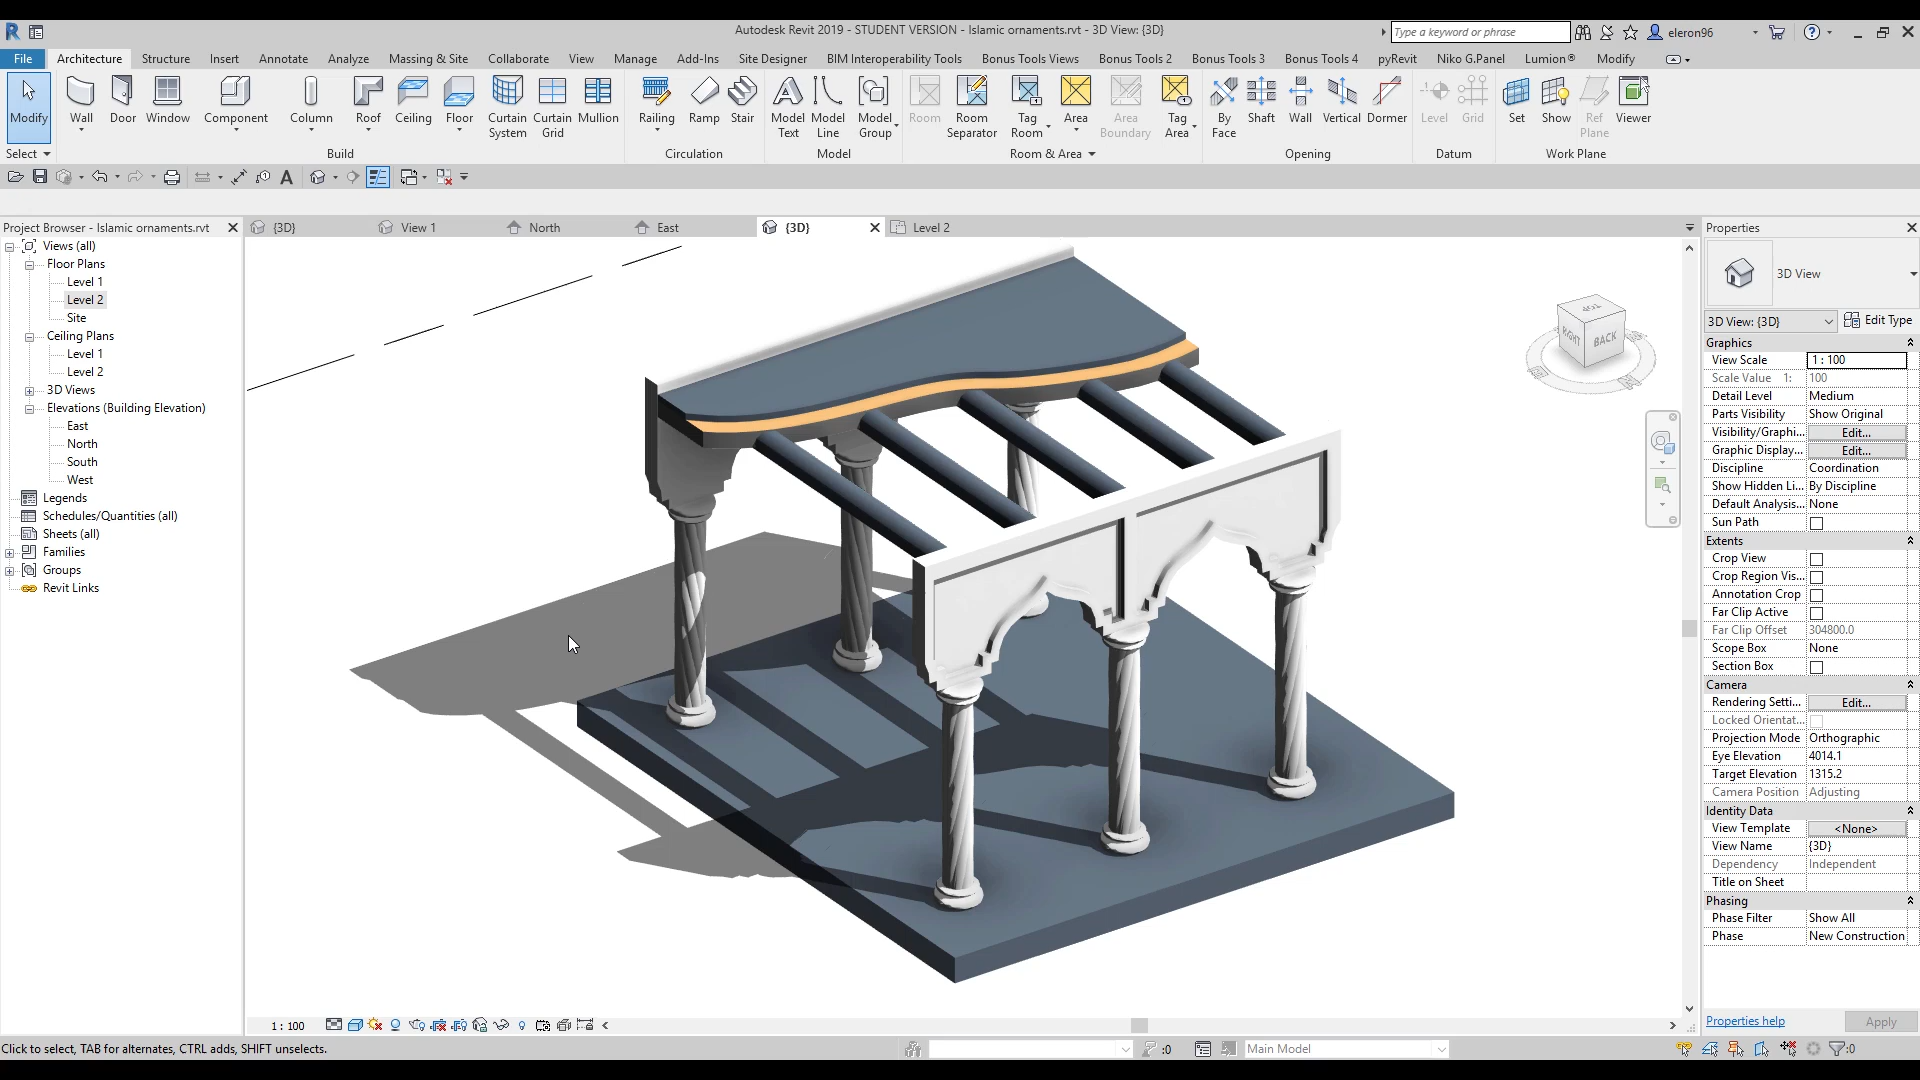 Autodesk Revit 2019 - STUDENT VERSION - Islamic ornaments.rvt - 3D View: {3D}
Type a keyword or phrase
eleron96
File Architecture Structure Insert Annotate Analyze Massing & Site Collaborate View Manage Add-Ins Site Designer BIM Interoperability Tools Bonus Tools Views Bonus Tools 2 Bonus Tools 3 Bonus Tools 4 pyRevit Niko G.Panel Lumion® Modify
Modify Wall Door Window Component Column Roof Ceiling Floor Curtain System Curtain Grid Mullion Railing Ramp Stair Model Text Model Line Model Group Room Room Separator Tag Room Area Area Boundary Tag Area By Face Shaft Wall Vertical Dormer Level Grid Set Show Ref Plane Viewer
Select Build Circulation Model Room & Area Opening Datum Work Plane
Project Browser - Islamic ornaments.rvt
{3D} View 1 North East {3D} Level 2
Views (all)
Floor Plans
Level 1
Level 2
Site
Ceiling Plans
Level 1
Level 2
3D Views
Elevations (Building Elevation)
East
North
South
West
Legends
Schedules/Quantities (all)
Sheets (all)
Families
Groups
Revit Links
RIGHT BACK
Properties
3D View
3D View: {3D} Edit Type
Graphics
View Scale 1 : 100
Scale Value 1: 100
Detail Level Medium
Parts Visibility Show Original
Visibility/Graphi... Edit...
Graphic Display... Edit...
Discipline Coordination
Show Hidden Li... By Discipline
Default Analysis... None
Sun Path
Extents
Crop View
Crop Region Vis...
Annotation Crop
Far Clip Active
Far Clip Offset 304800.0
Scope Box None
Section Box
Camera
Rendering Setti... Edit...
Locked Orientat...
Projection Mode Orthographic
Eye Elevation 4014.1
Target Elevation 1315.2
Camera Position Adjusting
Identity Data
View Template <None>
View Name {3D}
Dependency Independent
Title on Sheet
Phasing
Phase Filter Show All
Phase New Construction
Properties help Apply
1 : 100
Click to select, TAB for alternates, CTRL adds, SHIFT unselects.
:0 Main Model :0